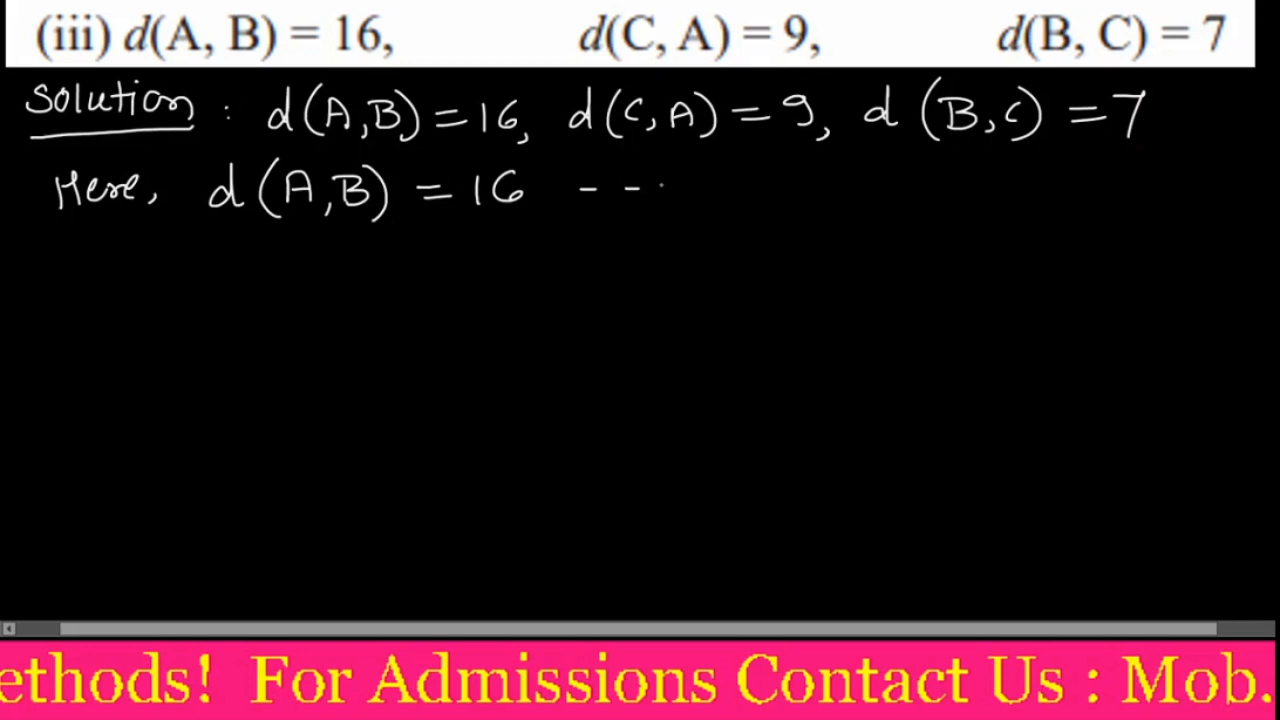 (iii) d(A, B) = 16, d(C, A) = 9, d(B, C) = 7
Solution : d(A,B) = 16, d(C,A) = 9, d(B,C) = 7
Here, d(A,B) = 16 - -
ethods! For Admissions Contact Us : Mob.